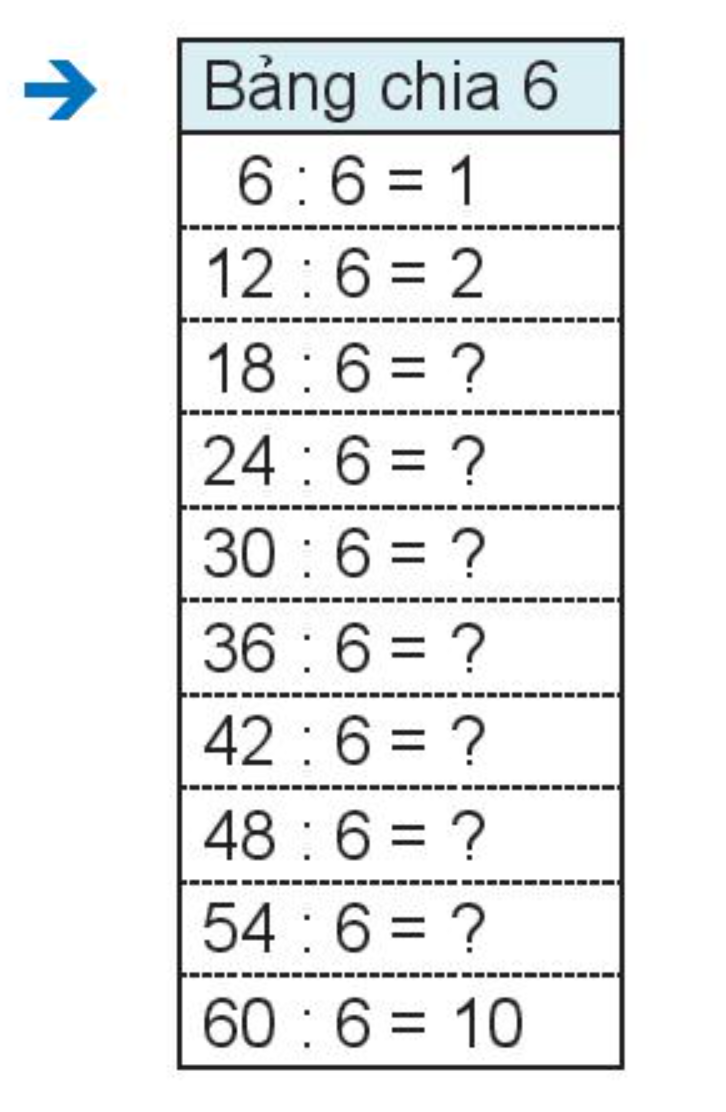 Bảng chia 6
6 : 6 = 1
12 : 6 = 2
18 : 6 = ?
24 : 6 = ?
30 : 6 = ?
36 : 6 = ?
42 : 6 = ?
48 : 6 = ?
54 : 6 = ?
60 : 6 = 10